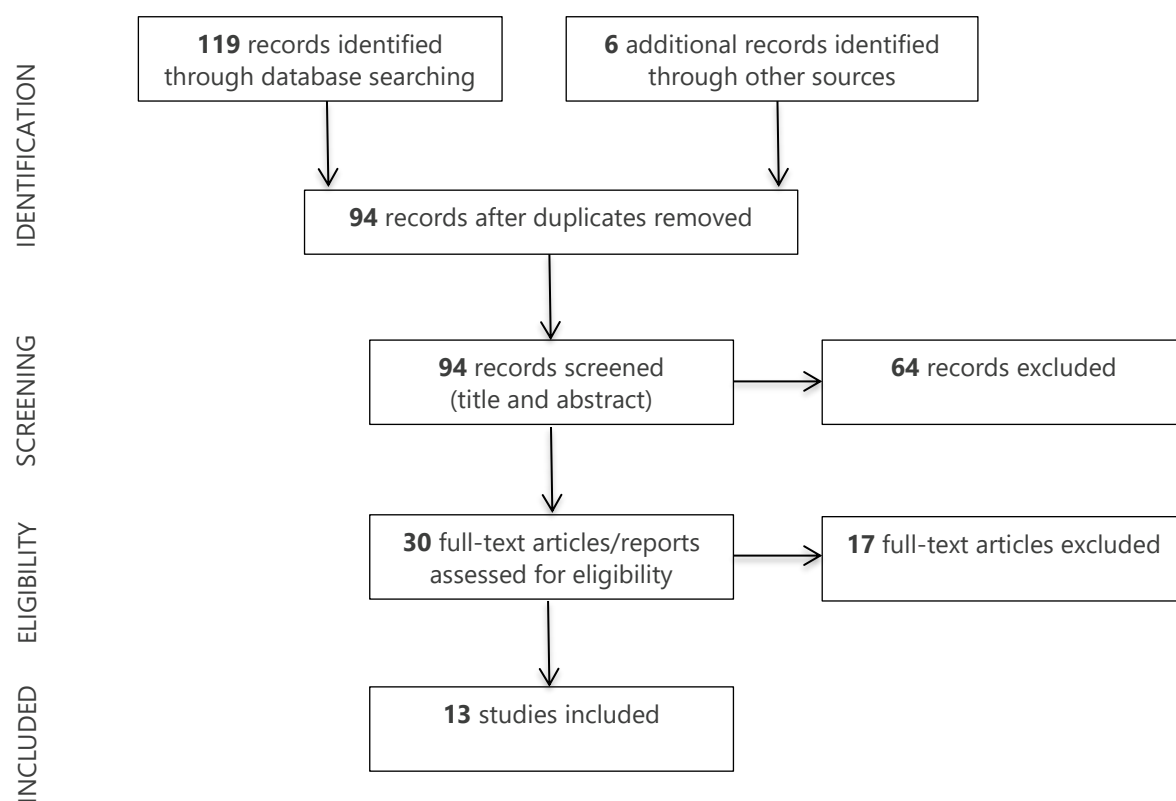 IDENTIFICATION
119 records identified
through database searching
6 additional records identified
through other sources
94 records after duplicates removed
SCREENING
94 records screened
(title and abstract)
64 records excluded
ELIGIBILITY
30 full-text articles/reports
assessed for eligibility
17 full-text articles excluded
INCLUDED
13 studies included